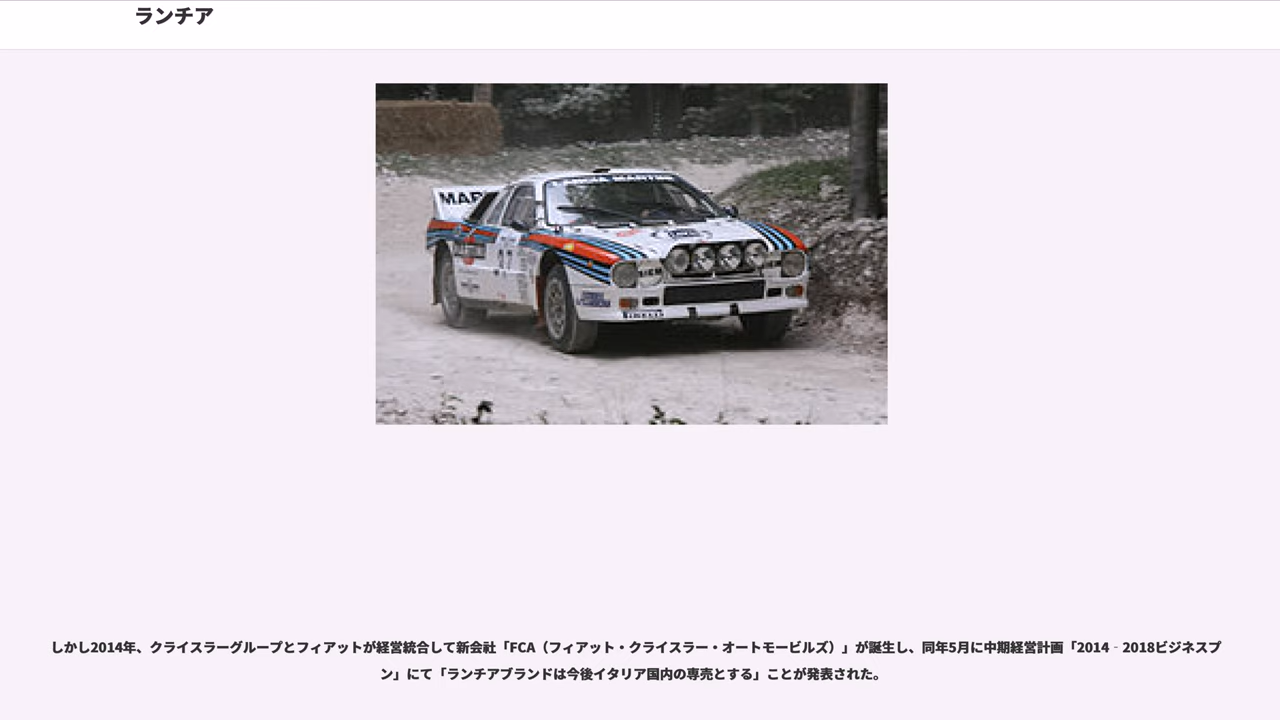 ランチア
LANCIA MARTINI
PIRELLI
しかし2014年、クライスラーグループとフィアットが経営統合して新会社「FCA（フィアット・クライスラー・オートモービルズ）」が誕生し、同年5月に中期経営計画「2014‐2018ビジネスプ
ン」にて「ランチアブランドは今後イタリア国内の専売とする」ことが発表された。